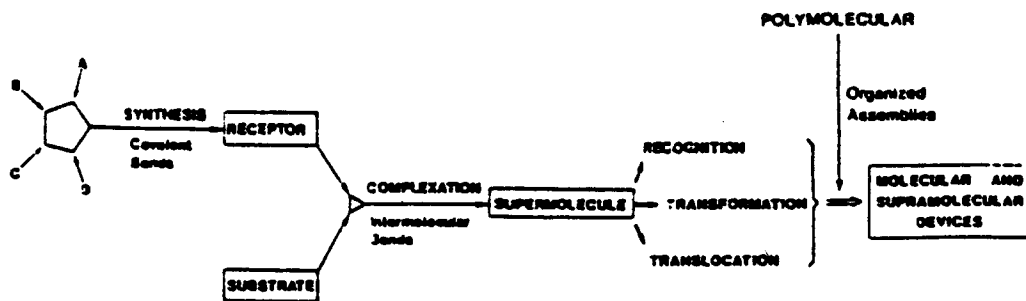 POLYMOLECULAR
A
B
C
D
SYNTHESIS
Covalent
Bonds
RECEPTOR
Organized
Assemblies
COMPLEXATION
Intermolecular
Bonds
SUBSTRATE
SUPERMOLECULE
RECOGNITION
TRANSFORMATION
TRANSLOCATION
MOLECULAR AND
SUPRAMOLECULAR
DEVICES